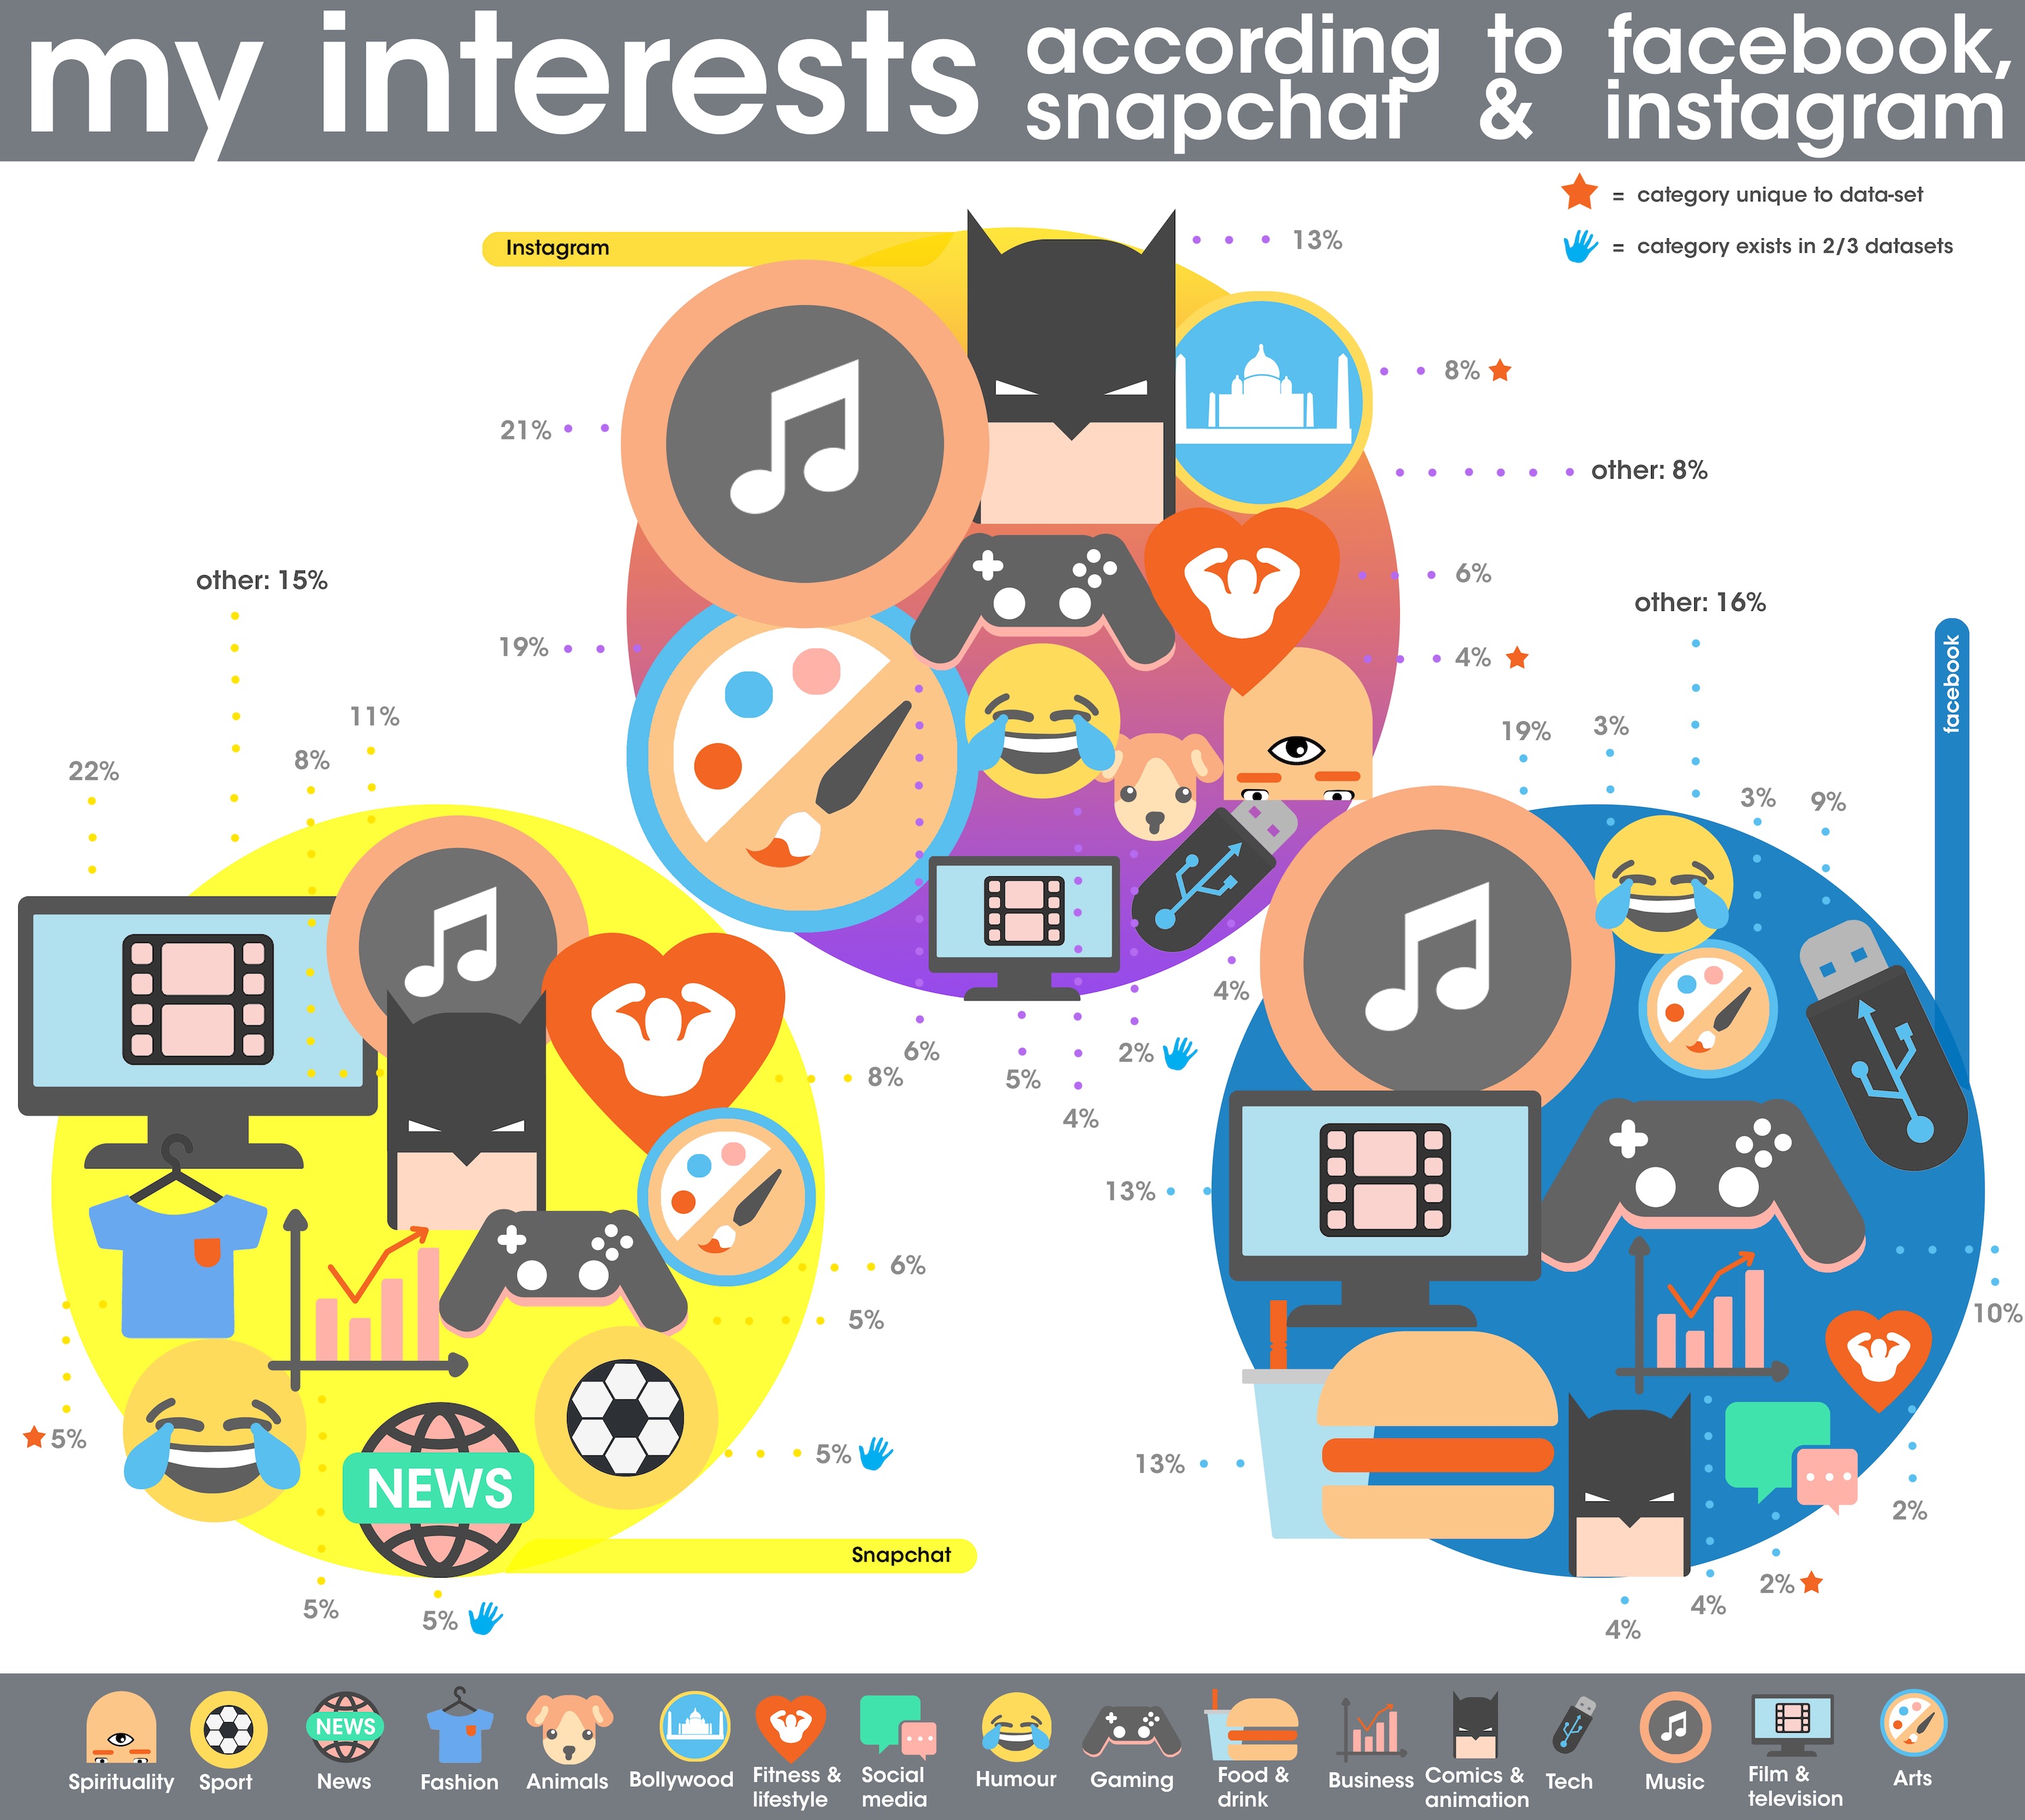 my interests
according to facebook,
snapchat & instagram
= category unique to data-set
= category exists in 2/3 datasets
Instagram
13%
8%
21%
other: 8%
6%
19%
4%
4%
6%
5%
4%
2%
other: 15%
11%
8%
22%
8%
6%
5%
5%
5%
NEWS
5%
5%
Snapchat
other: 16%
facebook
19%
3%
3%
9%
13%
10%
13%
2%
2%
4%
4%
NEWS
Spirituality
Sport
News
Fashion
Animals
Bollywood
Fitness &
lifestyle
Social
media
Humour
Gaming
Food &
drink
Business
Comics &
animation
Tech
Music
Film &
television
Arts